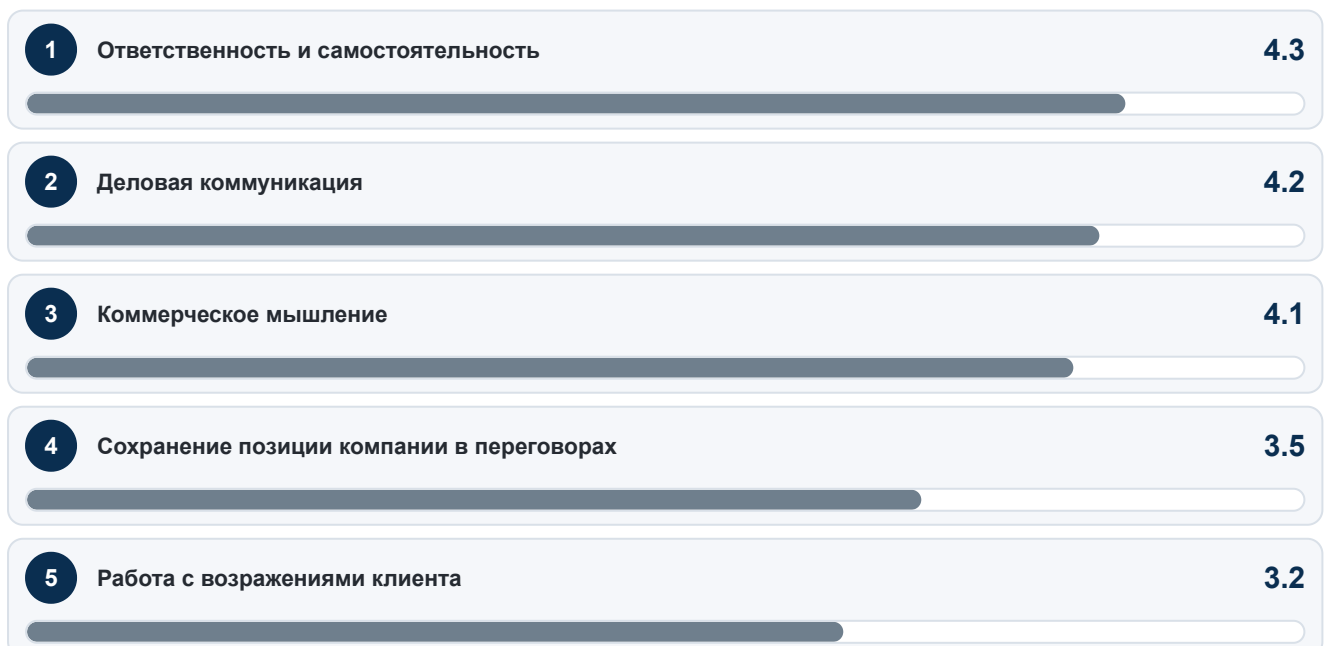 1 Ответственность и самостоятельность 4.3
2 Деловая коммуникация 4.2
3 Коммерческое мышление 4.1
4 Сохранение позиции компании в переговорах 3.5
5 Работа с возражениями клиента 3.2